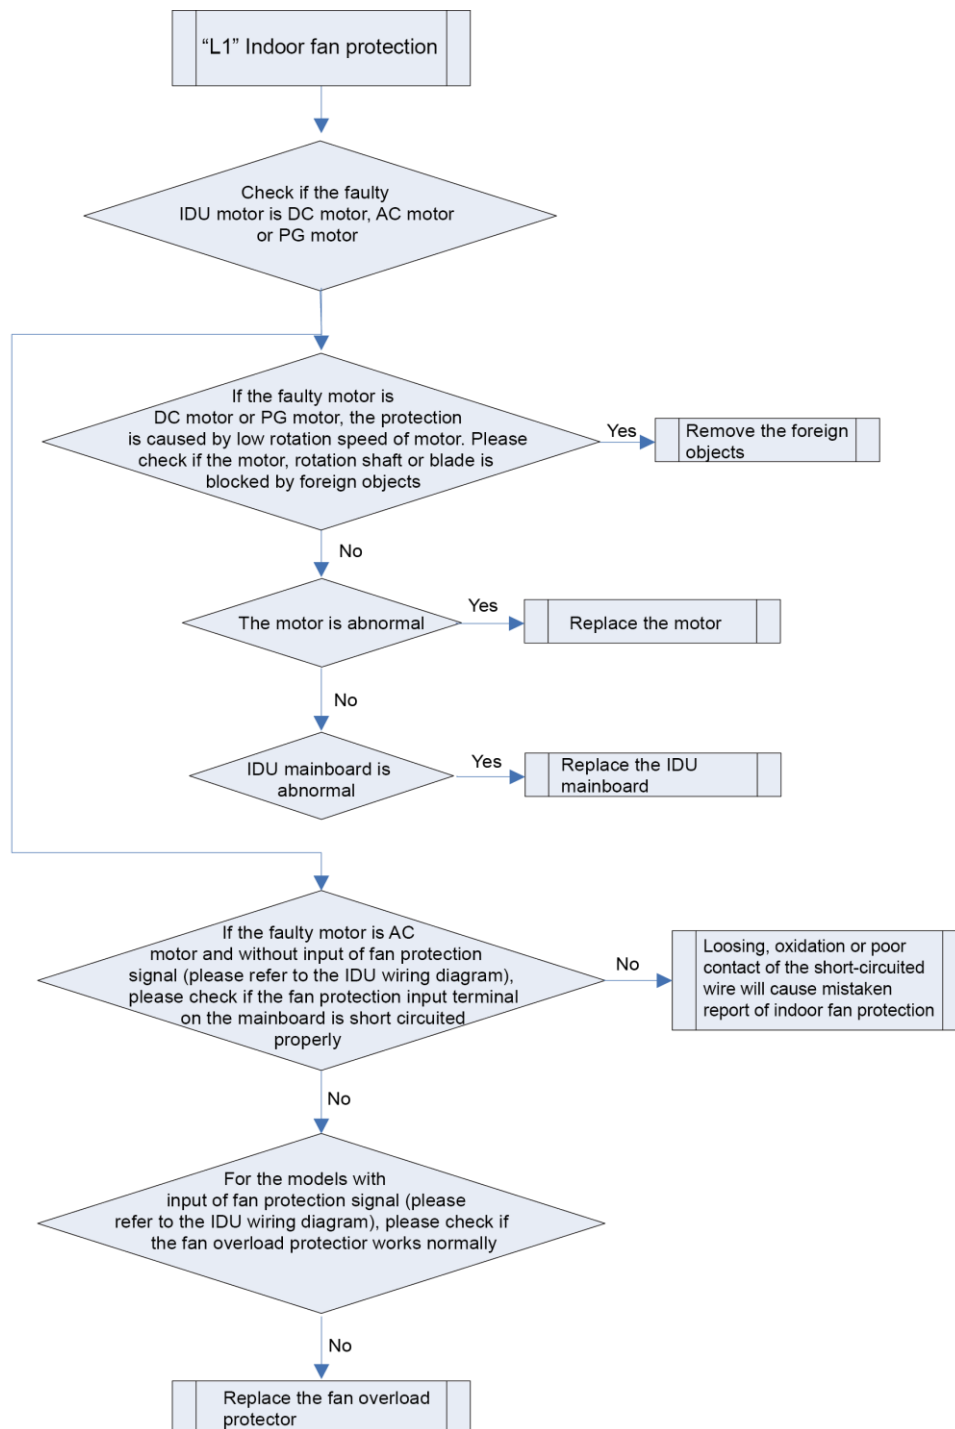 “L1” Indoor fan protection
Check if the faulty
IDU motor is DC motor, AC motor
or PG motor
If the faulty motor is
DC motor or PG motor, the protection
is caused by low rotation speed of motor. Please
check if the motor, rotation shaft or blade is
blocked by foreign objects
Yes
Remove the foreign
objects
No
The motor is abnormal
Yes
Replace the motor
No
IDU mainboard is
abnormal
Yes
Replace the IDU
mainboard
If the faulty motor is AC
motor and without input of fan protection
signal (please refer to the IDU wiring diagram),
please check if the fan protection input terminal
on the mainboard is short circuited
properly
No
Loosing, oxidation or poor
contact of the short-circuited
wire will cause mistaken
report of indoor fan protection
No
For the models with
input of fan protection signal (please
refer to the IDU wiring diagram), please check if
the fan overload protectior works normally
No
Replace the fan overload
protector